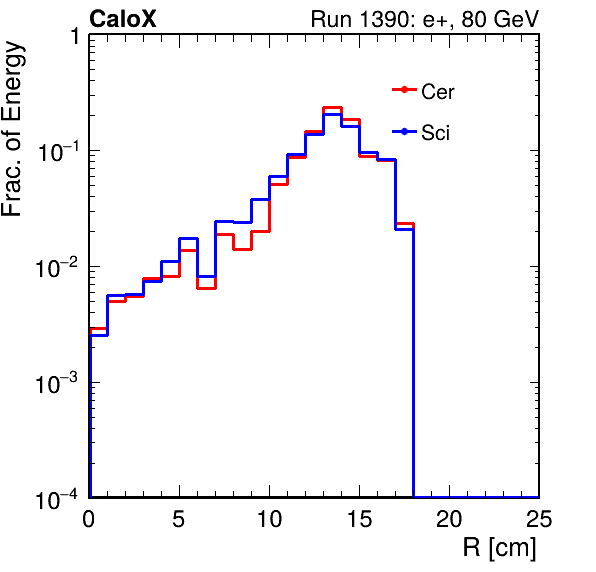 CaloX Run 1390: e+, 80 GeV
Frac. of Energy
1
10⁻¹
10⁻²
10⁻³
10⁻⁴
Cer
Sci
0 5 10 15 20 25
R [cm]